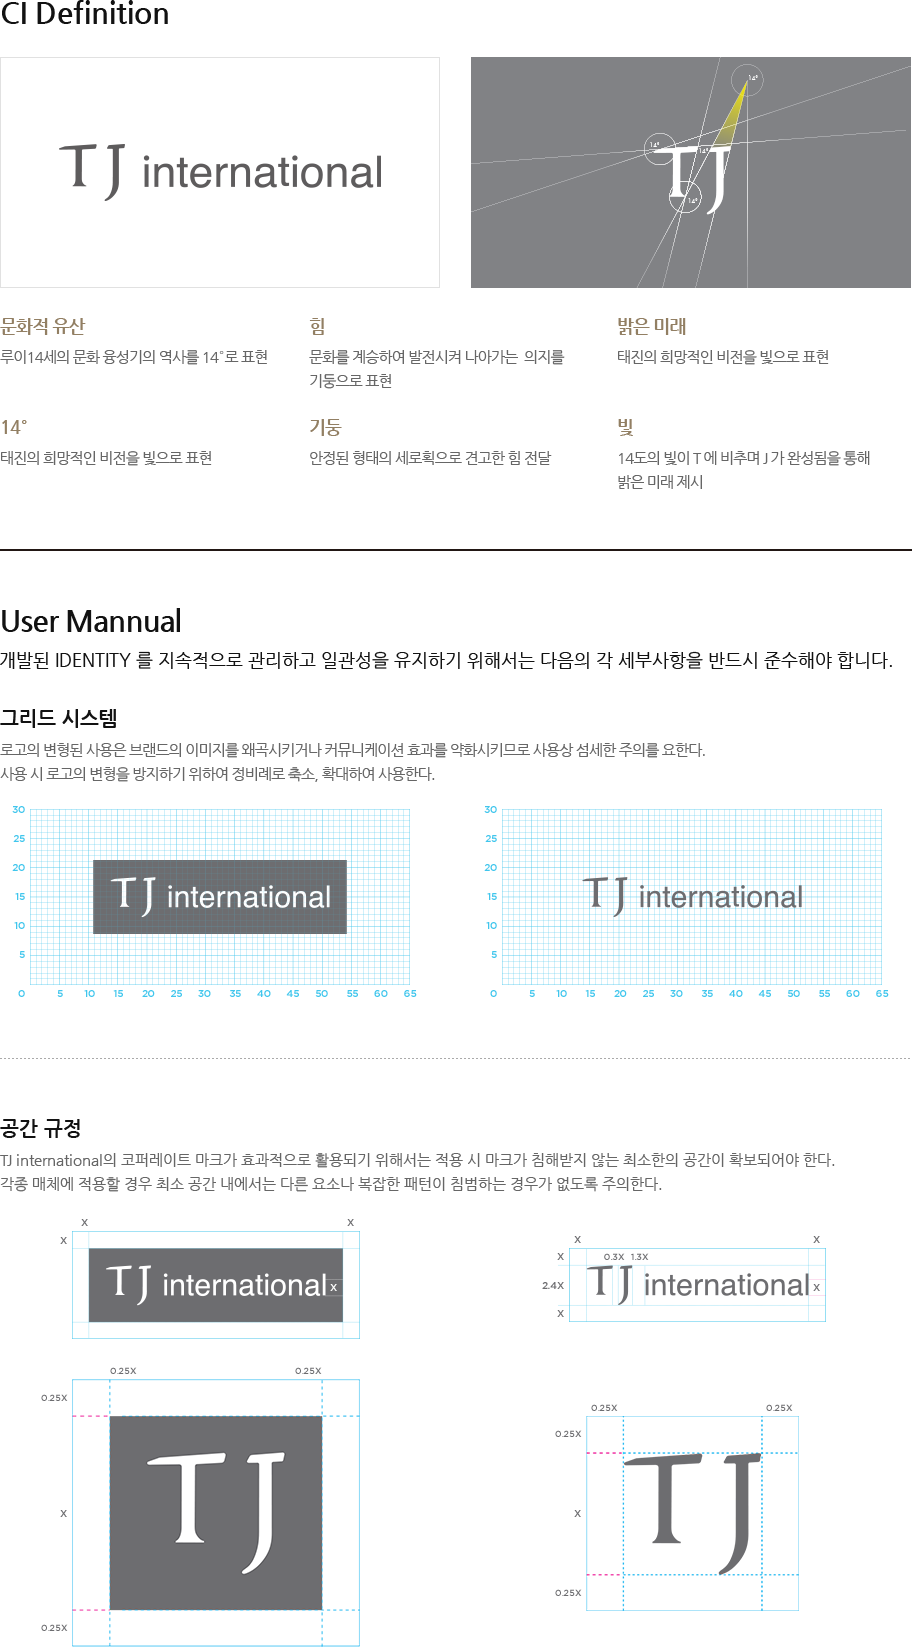 CI Definition
TJ international
14°
14°
14°
14°
TJ
문화적 유산
루이14세의 문화 융성기의 역사를 14°로 표현
힘
문화를 계승하여 발전시켜 나아가는 의지를
기둥으로 표현
밝은 미래
태진의 희망적인 비전을 빛으로 표현
14°
태진의 희망적인 비전을 빛으로 표현
기둥
안정된 형태의 세로획으로 견고한 힘 전달
빛
14도의 빛이 T 에 비추며 J 가 완성됨을 통해
밝은 미래 제시
User Mannual
개발된 IDENTITY 를 지속적으로 관리하고 일관성을 유지하기 위해서는 다음의 각 세부사항을 반드시 준수해야 합니다.
그리드 시스템
로고의 변형된 사용은 브랜드의 이미지를 왜곡시키거나 커뮤니케이션 효과를 약화시키므로 사용상 섬세한 주의를 요한다.
사용 시 로고의 변형을 방지하기 위하여 정비례로 축소, 확대하여 사용한다.
30
25
20
15
10
5
TJ international
0 5 10 15 20 25 30 35 40 45 50 55 60 65
30
25
20
15
10
5
TJ international
0 5 10 15 20 25 30 35 40 45 50 55 60 65
공간 규정
TJ international의 코퍼레이트 마크가 효과적으로 활용되기 위해서는 적용 시 마크가 침해받지 않는 최소한의 공간이 확보되어야 한다.
각종 매체에 적용할 경우 최소 공간 내에서는 다른 요소나 복잡한 패턴이 침범하는 경우가 없도록 주의한다.
X X
X
TJ international X
X X
X 0.3X 1.3X
2.4X TJ international X
X
0.25X 0.25X
0.25X
X TJ
0.25X
0.25X 0.25X
0.25X
X TJ
0.25X